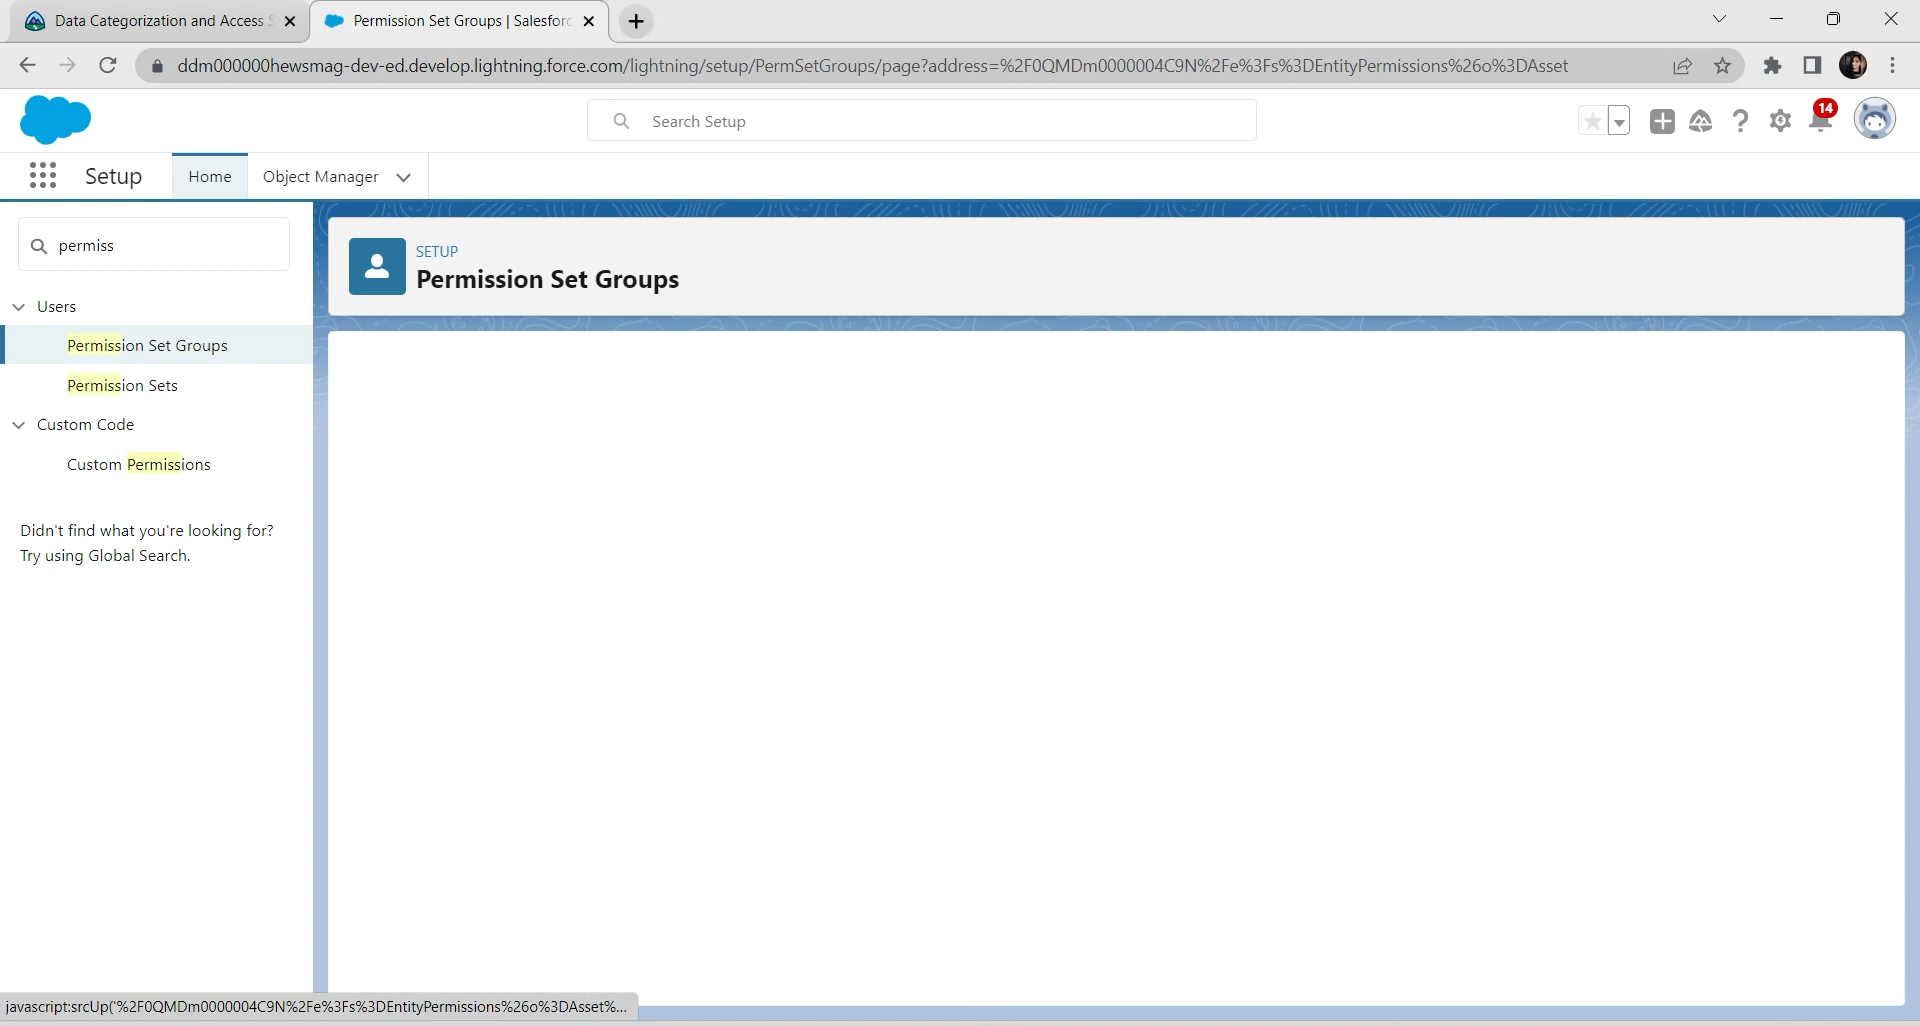 Data Categorization and Access S
Permission Set Groups | Salesforc
ddm000000hewsmag-dev-ed.develop.lightning.force.com/lightning/setup/PermSetGroups/page?address=%2F0QMDm0000004C9N%2Fe%3Fs%3DEntityPermissions%26o%3DAsset
Search Setup
14
Setup
Home
Object Manager
permiss
SETUP
Permission Set Groups
Users
Permission Set Groups
Permission Sets
Custom Code
Custom Permissions
Didn't find what you're looking for?
Try using Global Search.
javascript:srcUp('%2F0QMDm0000004C9N%2Fe%3Fs%3DEntityPermissions%26o%3DAsset%...